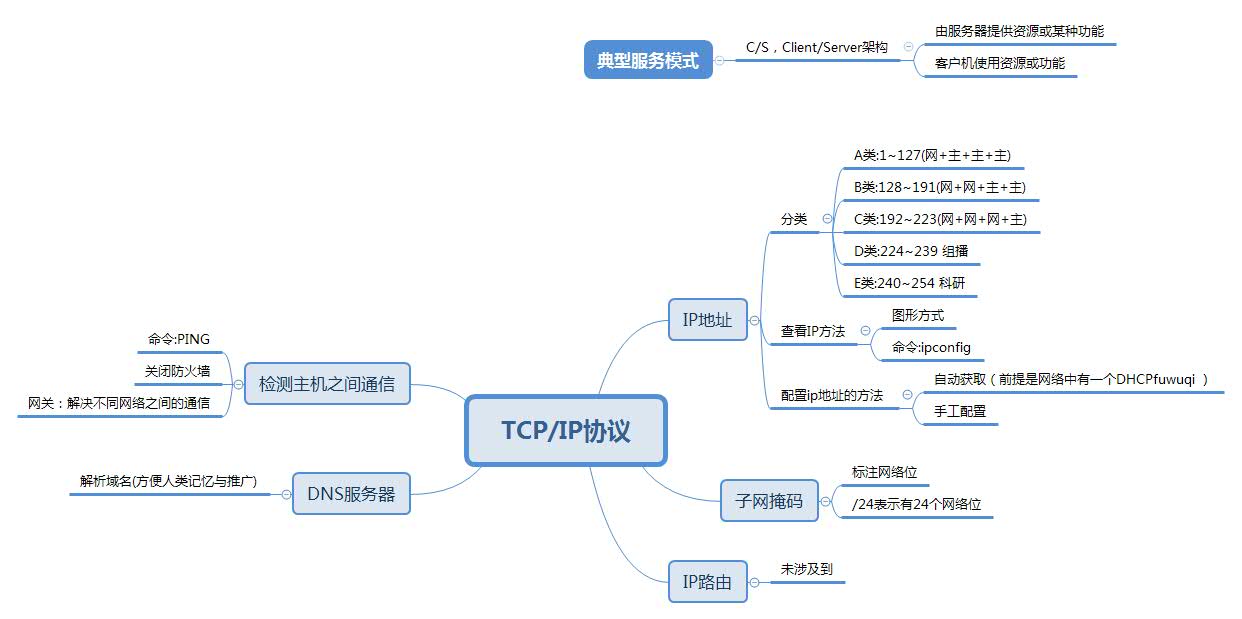 典型服务模式
C/S，Client/Server架构
由服务器提供资源或某种功能
客户机使用资源或功能
TCP/IP协议
IP地址
分类
A类:1~127(网+主+主+主)
B类:128~191(网+网+主+主)
C类:192~223(网+网+网+主)
D类:224~239 组播
E类:240~254 科研
查看IP方法
图形方式
命令:ipconfig
配置ip地址的方法
自动获取（前提是网络中有一个DHCPfuwuqi ）
手工配置
子网掩码
标注网络位
/24表示有24个网络位
IP路由
未涉及到
检测主机之间通信
命令:PING
关闭防火墙
网关：解决不同网络之间的通信
DNS服务器
解析域名(方便人类记忆与推广)